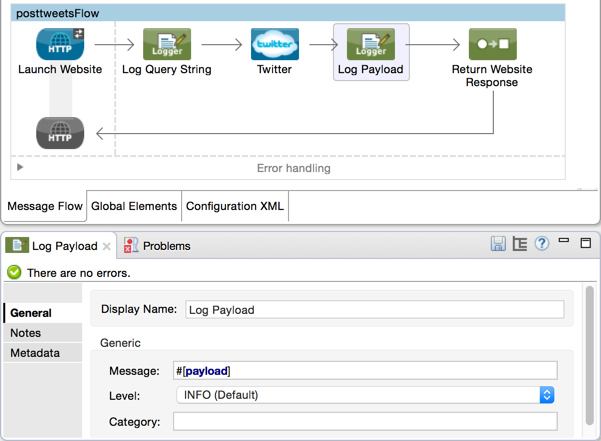 posttweetsFlow
HTTP
Logger
twitter
Logger
Launch Website
Log Query String
Twitter
Log Payload
Return Website
Response
HTTP
Error handling
Message Flow
Global Elements
Configuration XML
Log Payload
Problems
There are no errors.
General
Notes
Metadata
Display Name:
Log Payload
Generic
Message:
#[payload]
Level:
INFO (Default)
Category: